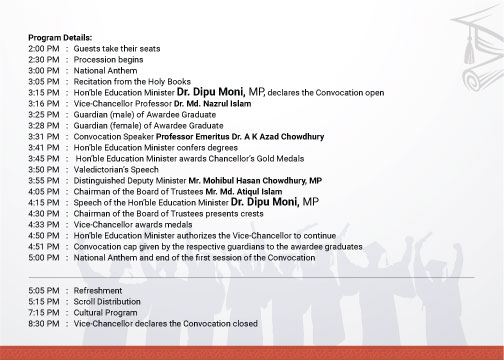 Program Details:
2:00 PM : Guests take their seats
2:30 PM : Procession begins
3:00 PM : National Anthem
3:05 PM : Recitation from the Holy Books
3:15 PM : Hon'ble Education Minister Dr. Dipu Moni, MP, declares the Convocation open
3:16 PM : Vice-Chancellor Professor Dr. Md. Nazrul Islam
3:25 PM : Guardian (male) of Awardee Graduate
3:28 PM : Guardian (female) of Awardee Graduate
3:31 PM : Convocation Speaker Professor Emeritus Dr. A K Azad Chowdhury
3:41 PM : Hon'ble Education Minister confers degrees
3:45 PM : Hon'ble Education Minister awards Chancellor's Gold Medals
3:50 PM : Valedictorian's Speech
3:55 PM : Distinguished Deputy Minister Mr. Mohibul Hasan Chowdhury, MP
4:05 PM : Chairman of the Board of Trustees Mr. Md. Atiqul Islam
4:15 PM : Speech of the Hon'ble Education Minister Dr. Dipu Moni, MP
4:30 PM : Chairman of the Board of Trustees presents crests
4:33 PM : Vice-Chancellor awards medals
4:50 PM : Hon'ble Education Minister authorizes the Vice-Chancellor to continue
4:51 PM : Convocation cap given by the respective guardians to the awardee graduates
5:00 PM : National Anthem and end of the first session of the Convocation
5:05 PM : Refreshment
5:15 PM : Scroll Distribution
7:15 PM : Cultural Program
8:30 PM : Vice-Chancellor declares the Convocation closed